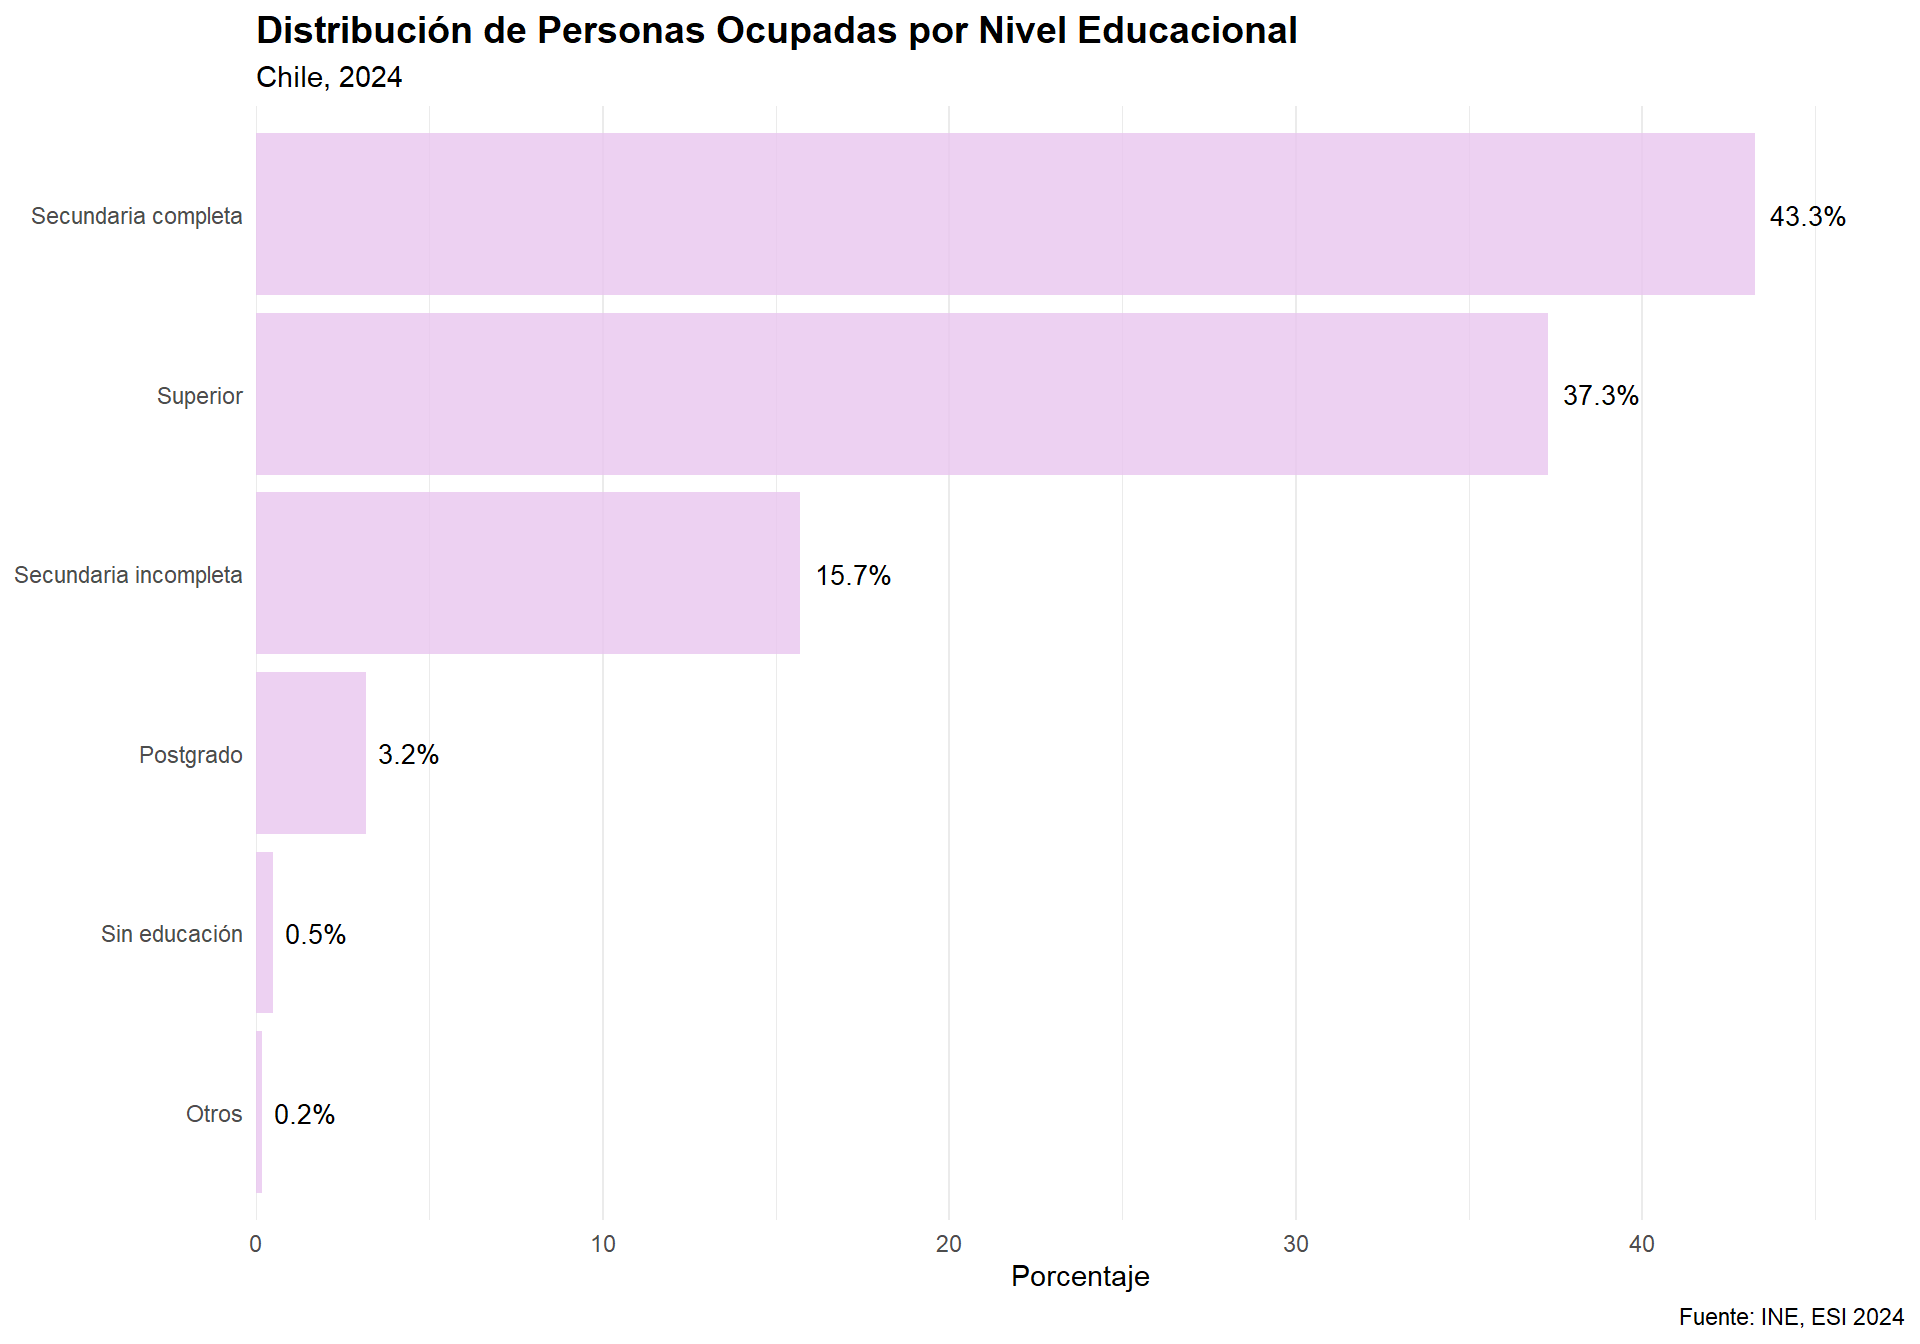 Distribución de Personas Ocupadas por Nivel Educacional
Chile, 2024
Secundaria completa
43.3%
Superior
37.3%
Secundaria incompleta
15.7%
Postgrado
3.2%
Sin educación
0.5%
Otros
0.2%
0 10 20 30 40
Porcentaje
Fuente: INE, ESI 2024